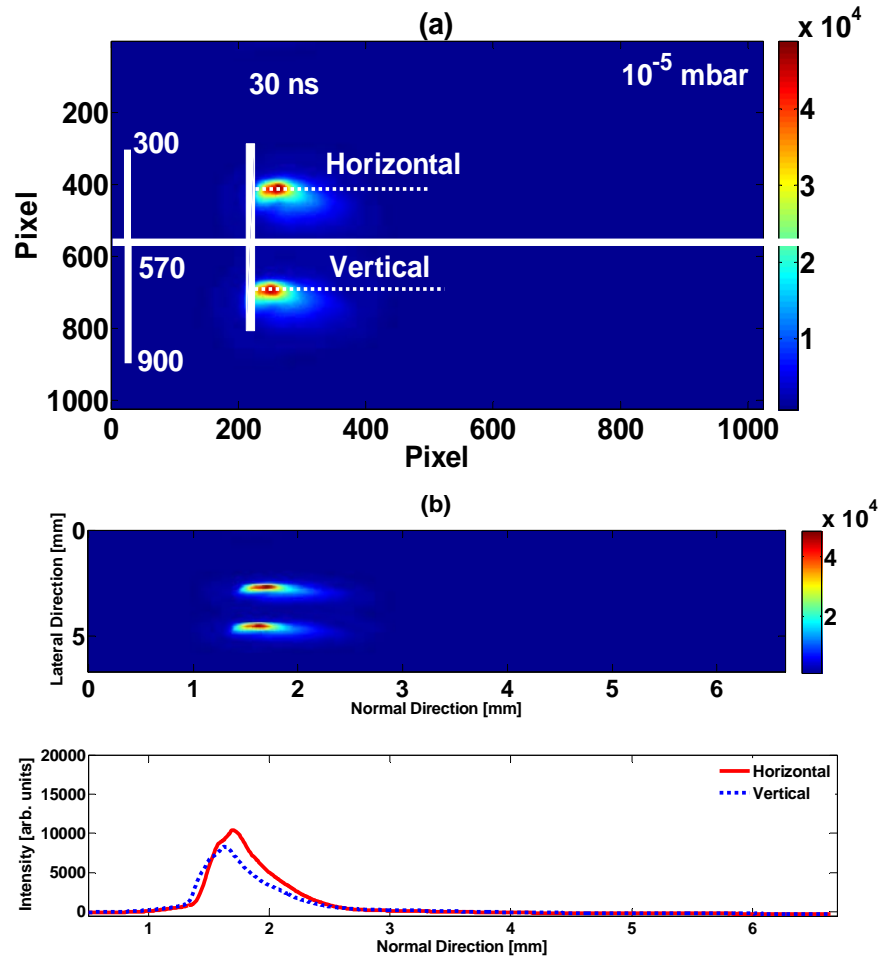 (a)
x 10^4
30 ns
10^-5 mbar
200
400
600
800
1000
Pixel
300
570
900
Horizontal
Vertical
4
3
2
1
0
200
400
600
800
1000
Pixel
(b)
x 10^4
0
5
Lateral Direction [mm]
4
2
0
1
2
3
4
5
6
Normal Direction [mm]
20000
15000
10000
5000
0
Intensity [arb. units]
Horizontal
Vertical
1
2
3
4
5
6
Normal Direction [mm]